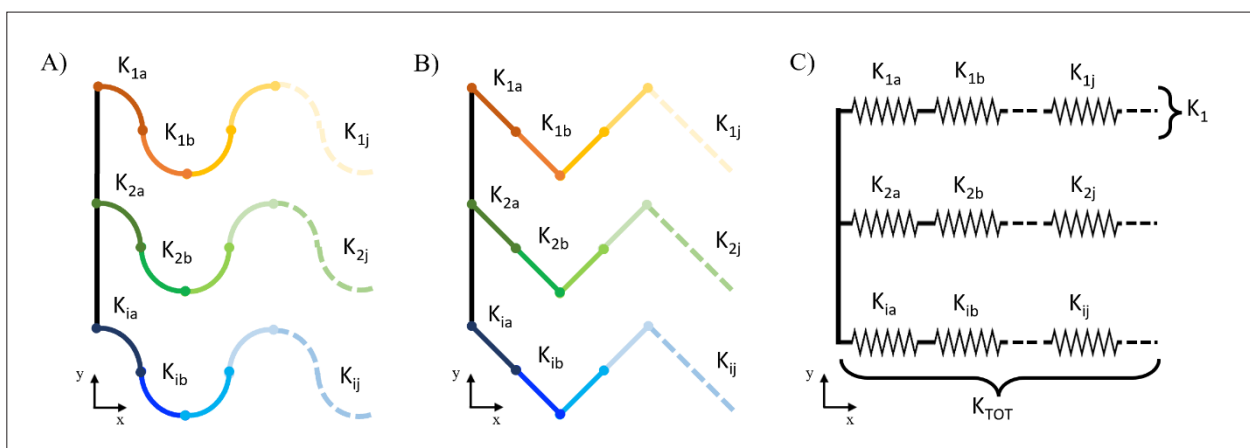 A)
K1a
K1b
K1j
K2a
K2b
K2j
Kia
Kib
Kij
y
x
B)
K1a
K1b
K1j
K2a
K2b
K2j
Kia
Kib
Kij
y
x
C)
K1a K1b K1j
K1
K2a K2b K2j
Kia Kib Kij
y
x
KTOT